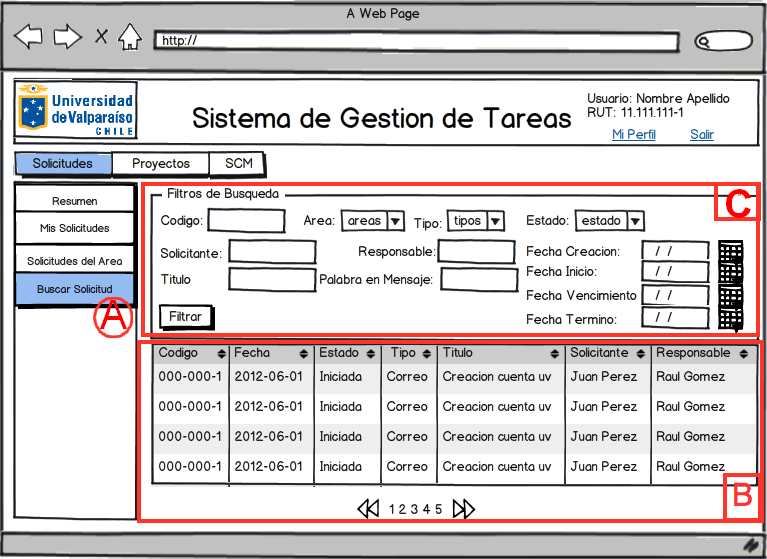 A Web Page
http://
Universidad
de Valparaíso
CHILE
Sistema de Gestion de Tareas
Usuario: Nombre Apellido
RUT: 11.111.111-1
Mi Perfil Salir
Solicitudes Proyectos SCM
Resumen
Mis Solicitudes
Solicitudes del Area
Buscar Solicitud
A
Filtros de Busqueda
C
Codigo: Area: areas Tipo: tipos Estado: estado
Solicitante: Responsable: Fecha Creacion: / /
Fecha Inicio: / /
Titulo Palabra en Mensaje:
Fecha Vencimiento / /
Filtrar
Fecha Termino: / /
Codigo Fecha Estado Tipo Titulo Solicitante Responsable
000-000-1 2012-06-01 Iniciada Correo Creacion cuenta uv Juan Perez Raul Gomez
000-000-1 2012-06-01 Iniciada Correo Creacion cuenta uv Juan Perez Raul Gomez
000-000-1 2012-06-01 Iniciada Correo Creacion cuenta uv Juan Perez Raul Gomez
000-000-1 2012-06-01 Iniciada Correo Creacion cuenta uv Juan Perez Raul Gomez
B
1 2 3 4 5